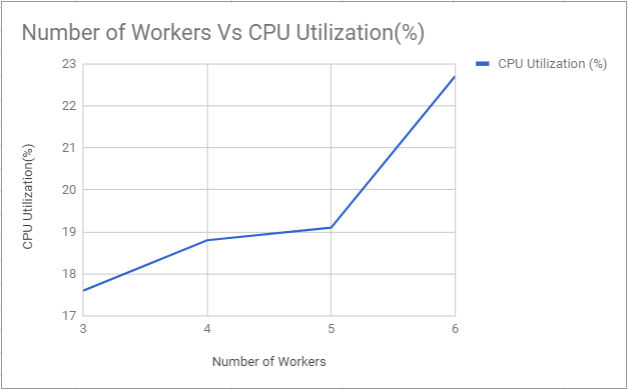 Number of Workers Vs CPU Utilization(%)
CPU Utilization (%)
CPU Utilization(%)
23
22
21
20
19
18
17
3 4 5 6
Number of Workers